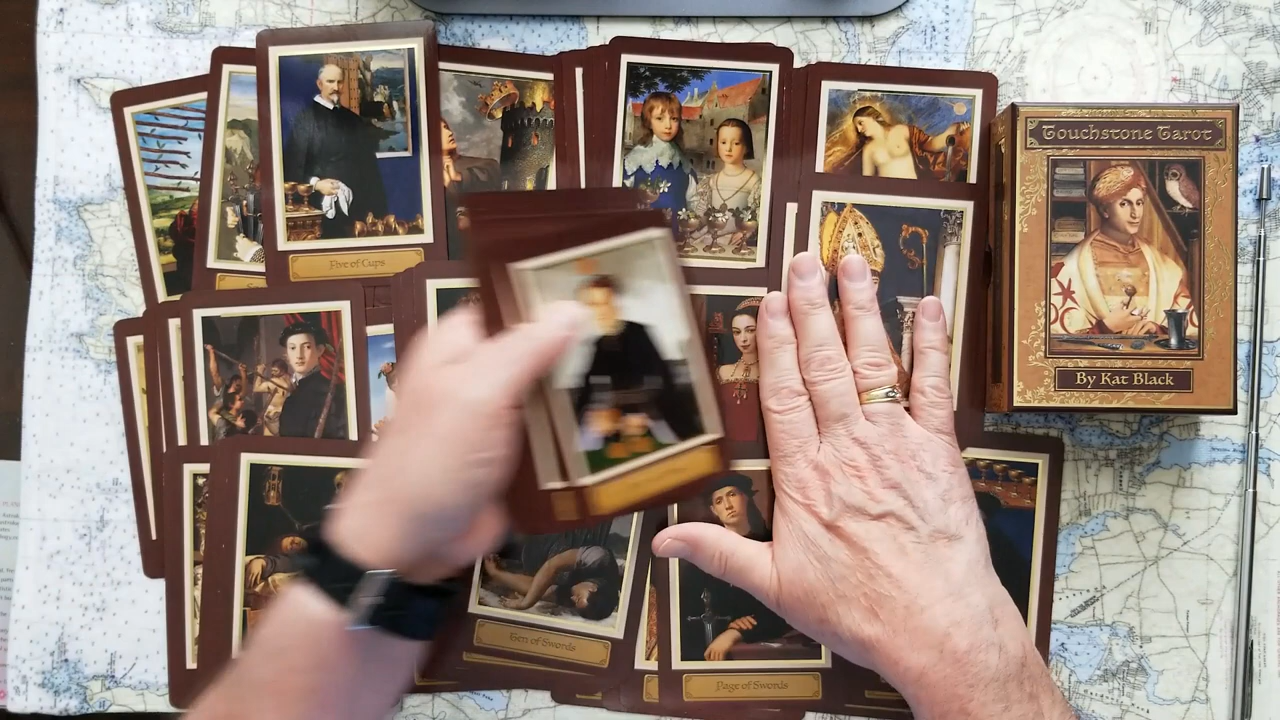 Touchstone Tarot
Five of Cups
By Kat Black
Ten of Swords
Page of Swords